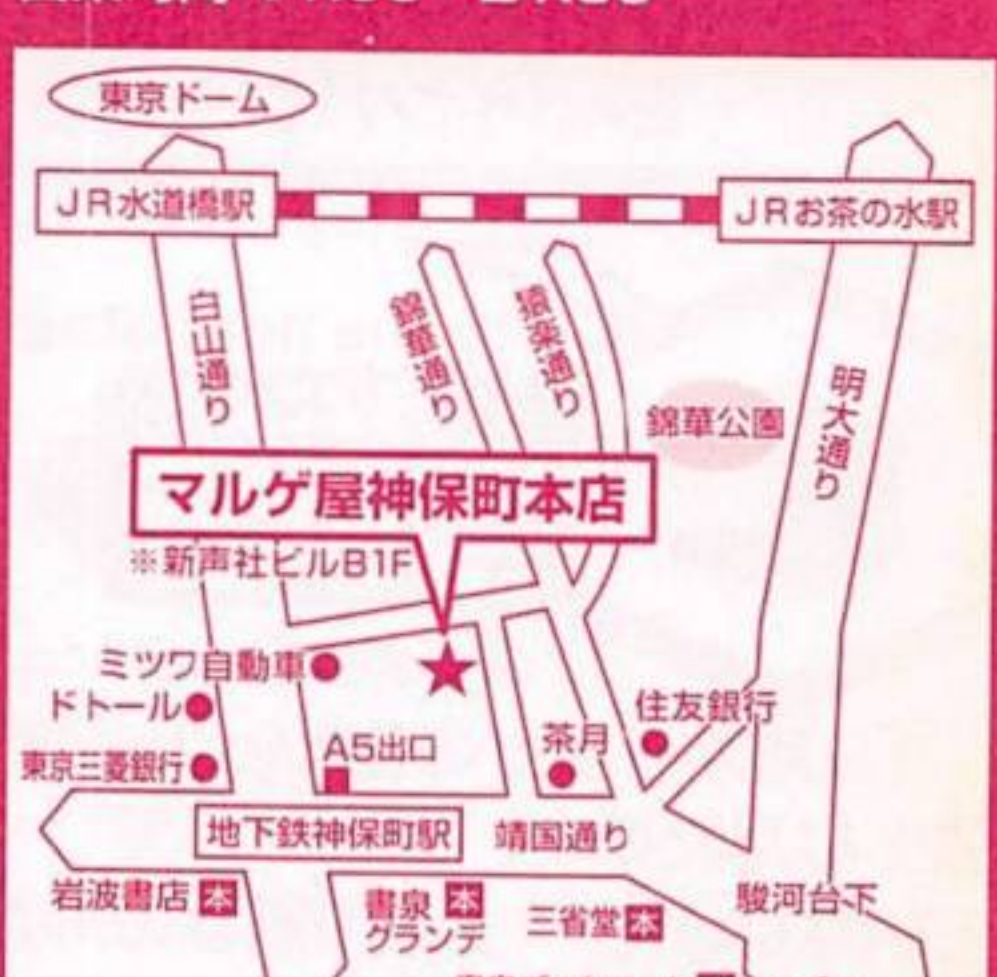 東京ドーム
JR水道橋駅
JRお茶の水駅
白山通り
錦華通り
猿楽通り
明大通り
錦華公園
マルゲ屋神保町本店
※新声社ビルB1F
ミツワ自動車
ドトール
東京三菱銀行
A5出口
茶月
住友銀行
地下鉄神保町駅
靖国通り
岩波書店 本
書泉 本
グランデ
三省堂 本
駿河台下